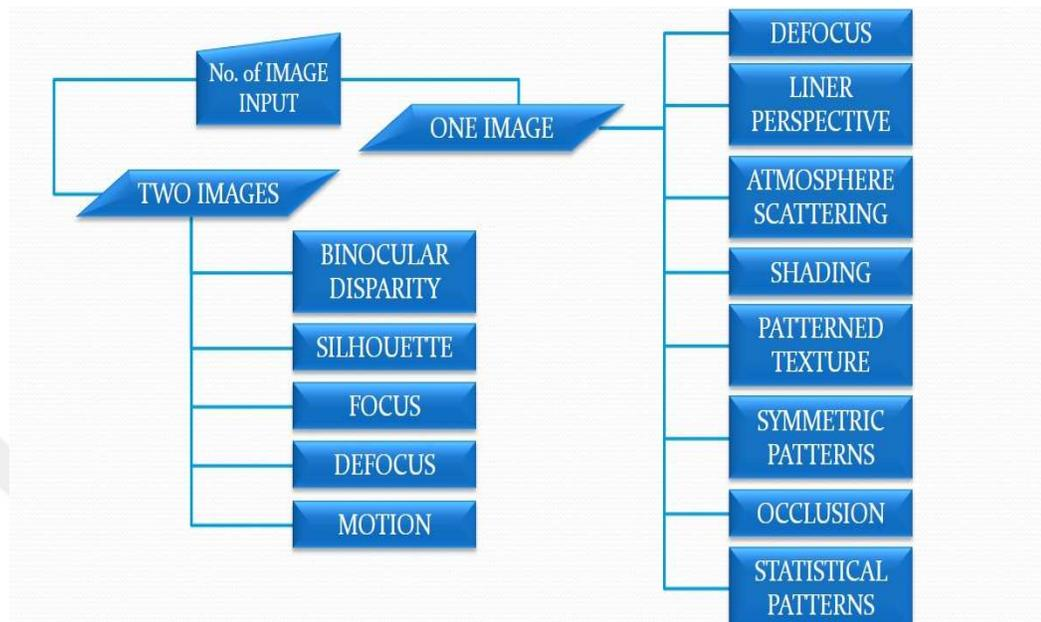 No. of IMAGE
INPUT
ONE IMAGE
TWO IMAGES
BINOCULAR
DISPARITY
SILHOUETTE
FOCUS
DEFOCUS
MOTION
DEFOCUS
LINER
PERSPECTIVE
ATMOSPHERE
SCATTERING
SHADING
PATTERNED
TEXTURE
SYMMETRIC
PATTERNS
OCCLUSION
STATISTICAL
PATTERNS